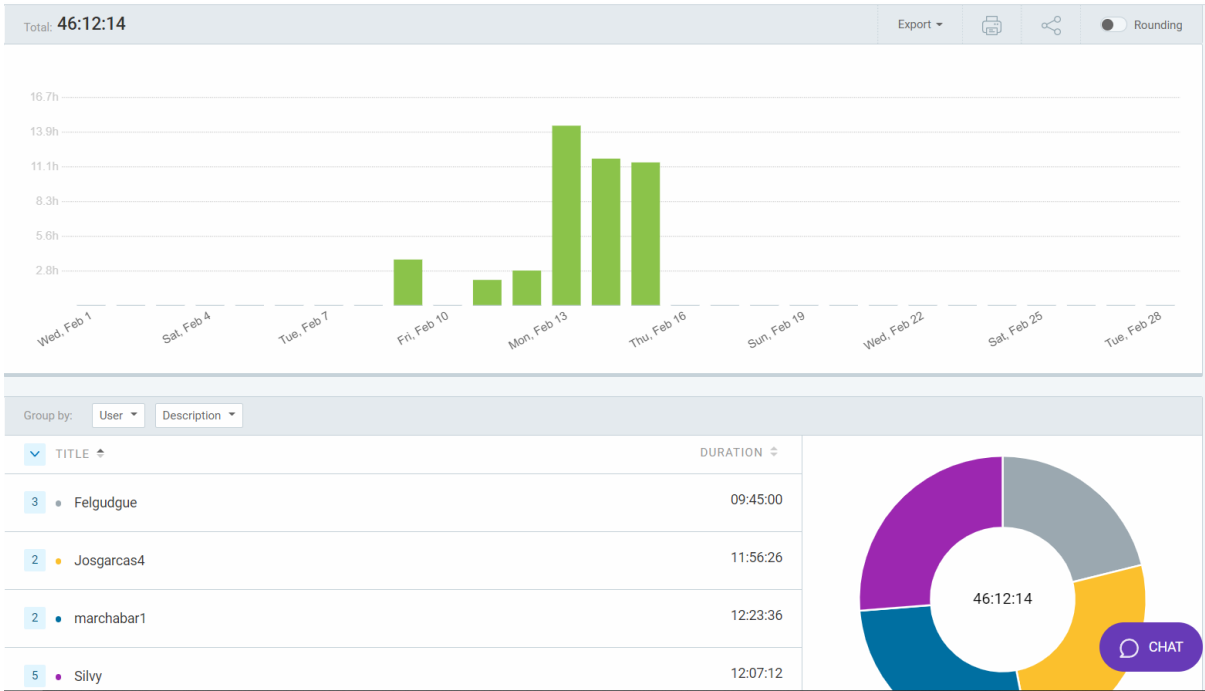 Total: 46:12:14 Export Rounding
16.7h
13.9h
11.1h
8.3h
5.6h
2.8h
Wed, Feb 1 Sat, Feb 4 Tue, Feb 7 Fri, Feb 10 Mon, Feb 13 Thu, Feb 16 Sun, Feb 19 Wed, Feb 22 Sat, Feb 25 Tue, Feb 28
Group by: User Description
TITLE DURATION
3 Felgudgue 09:45:00
2 Josgarcas4 11:56:26
2 marchabar1 12:23:36
5 Silvy 12:07:12
46:12:14
CHAT